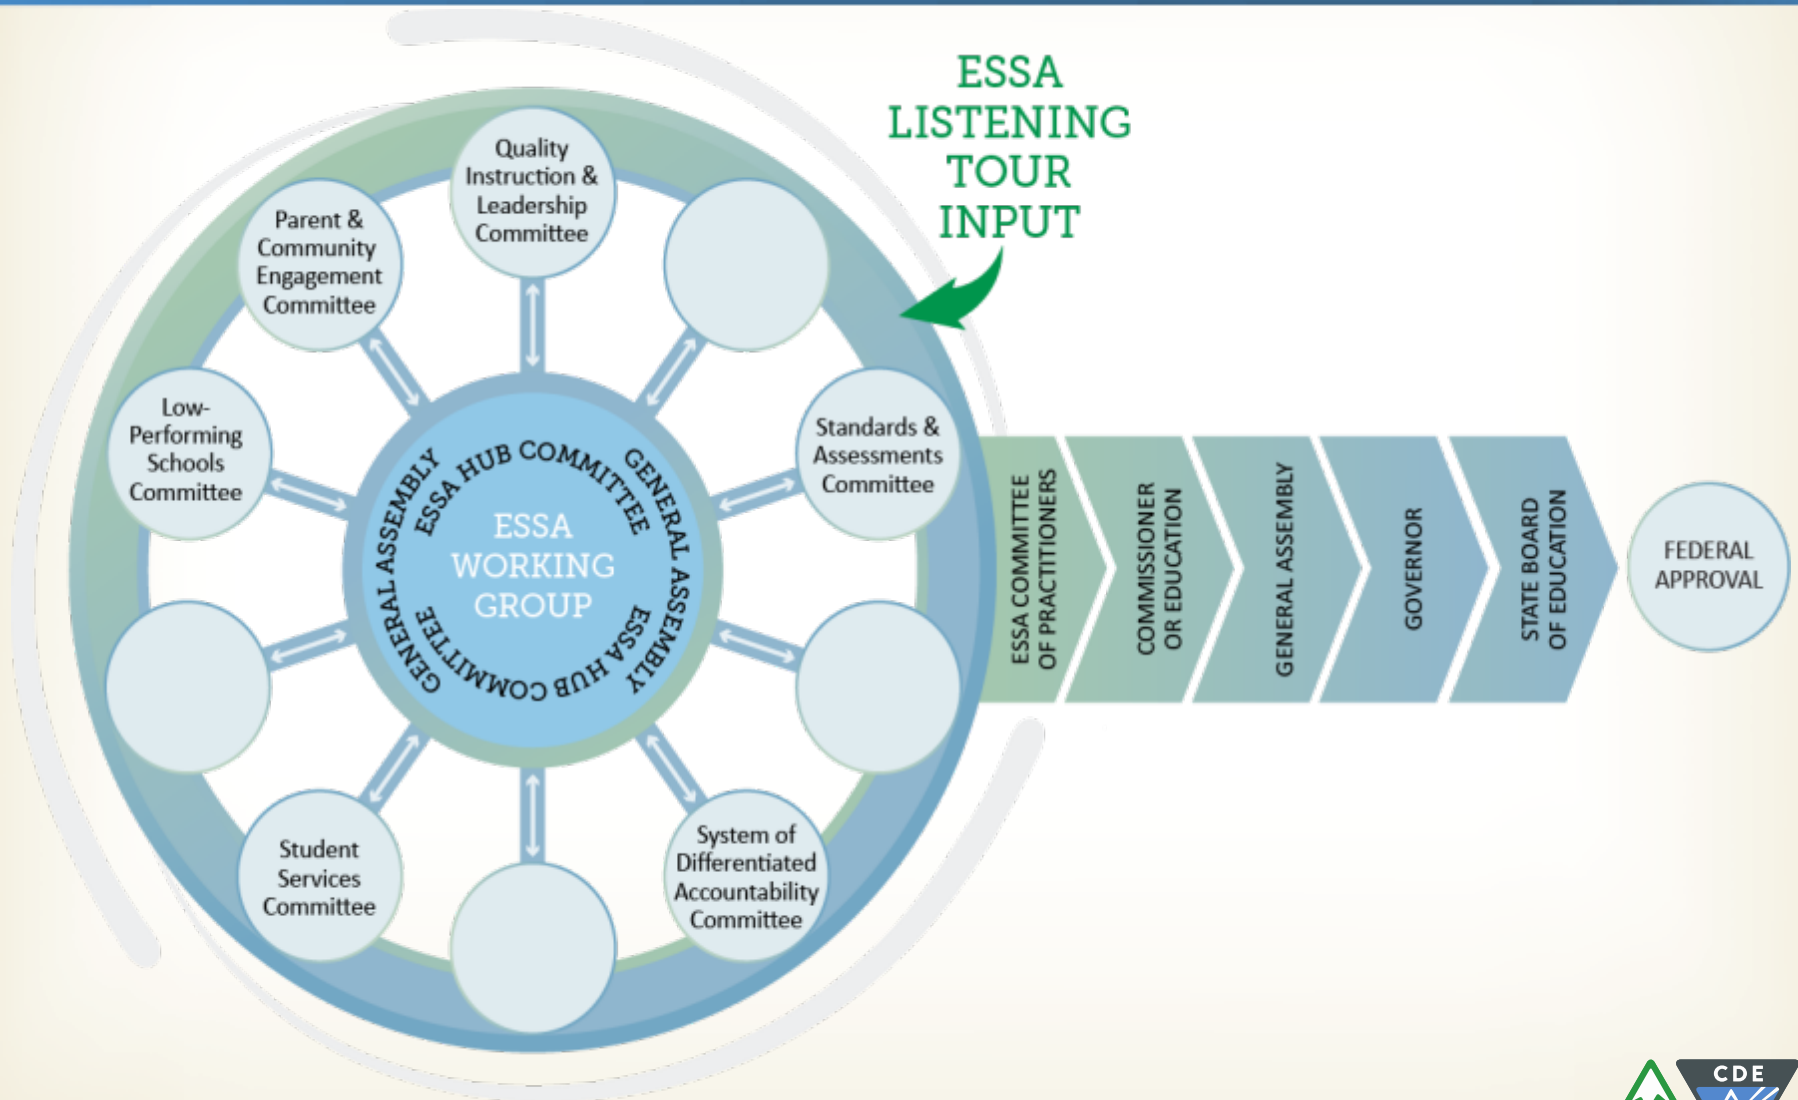 ESSA
LISTENING
TOUR
INPUT
Quality
Instruction &
Leadership
Committee
Parent &
Community
Engagement
Committee
Low-
Performing
Schools
Committee
Standards &
Assessments
Committee
Student
Services
Committee
System of
Differentiated
Accountability
Committee
GENERAL ASSEMBLY
ESSA HUB COMMITTEE
GENERAL ASSEMBLY
ESSA HUB COMMITTEE
ESSA
WORKING
GROUP
ESSA COMMITTEE
OF PRACTITIONERS
COMMISSIONER
OR EDUCATION
GENERAL ASSEMBLY
GOVERNOR
STATE BOARD
OF EDUCATION
FEDERAL
APPROVAL
CDE